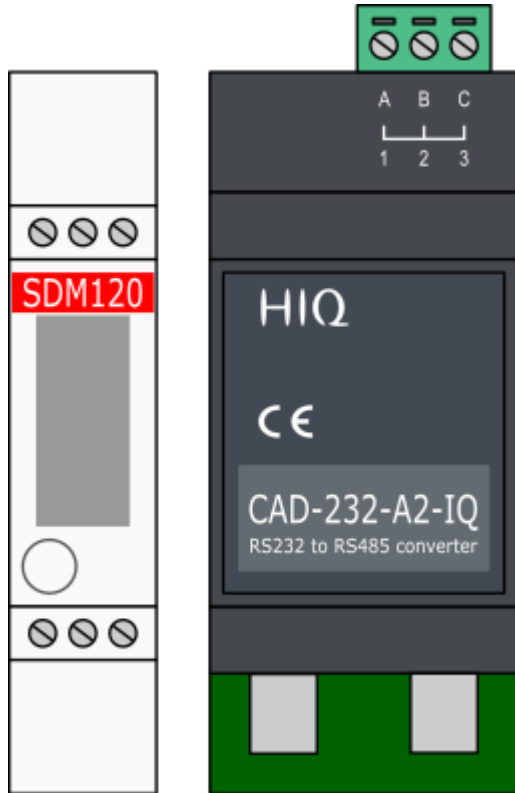 A B C
1 2 3
SDM120
HIQ
CE
CAD-232-A2-IQ
RS232 to RS485 converter